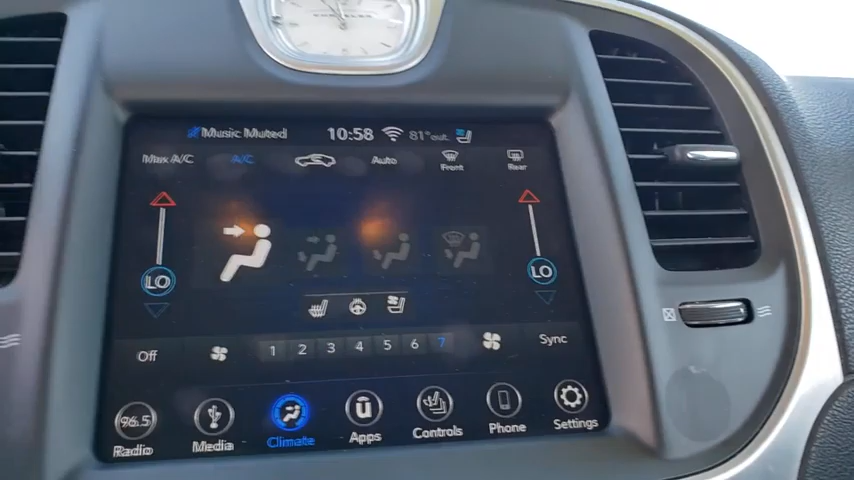 CHRYSLER
Music Muted 10:58 81°out
Max A/C A/C Auto Front Rear
LO LO
Off 1 2 3 4 5 6 7 Sync
96.5
Radio Media Climate Apps Controls Phone Settings